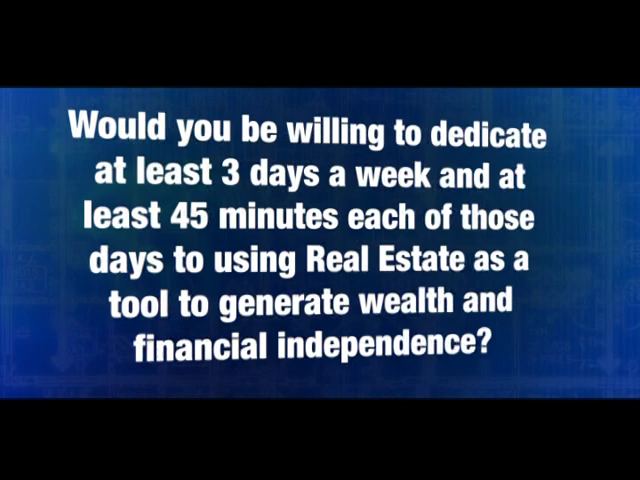 Would you be willing to dedicate
at least 3 days a week and at
least 45 minutes each of those
days to using Real Estate as a
tool to generate wealth and
financial independence?